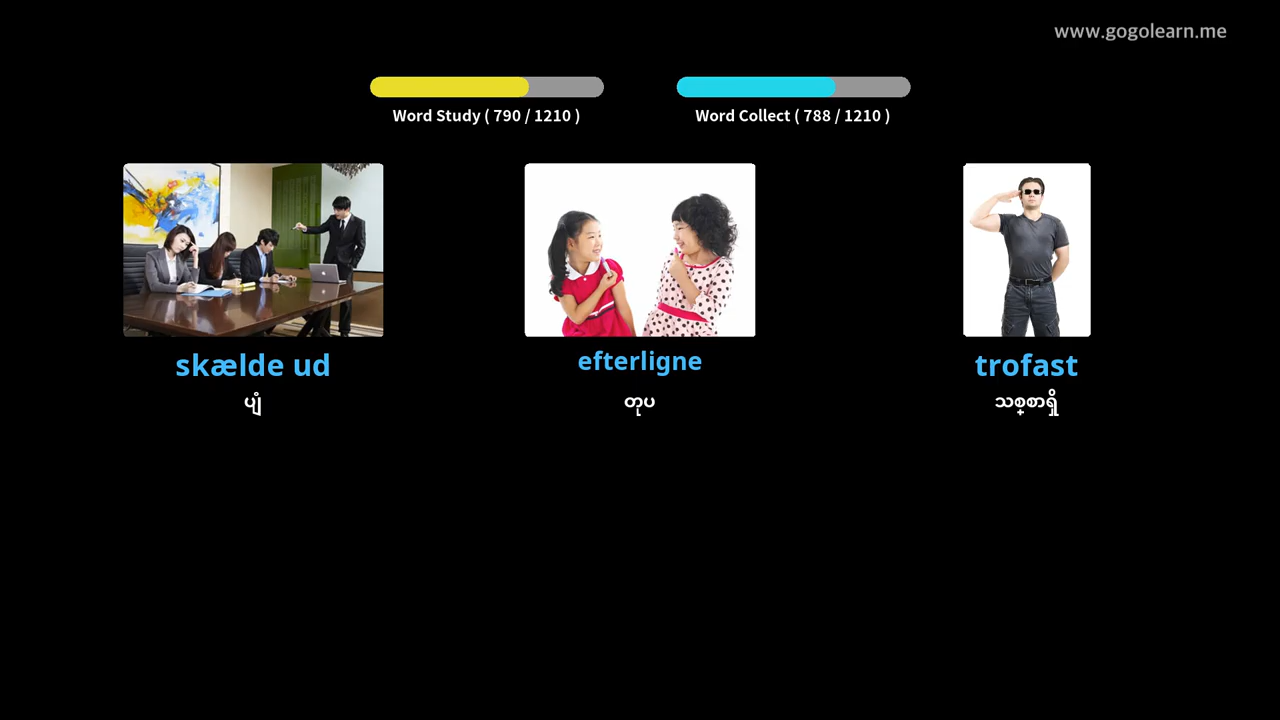 www.gogolearn.me
Word Study ( 790 / 1210 )
Word Collect ( 788 / 1210 )
skælde ud
efterligne
trofast
ပျံ
တုပ
သစ္စာရှိ